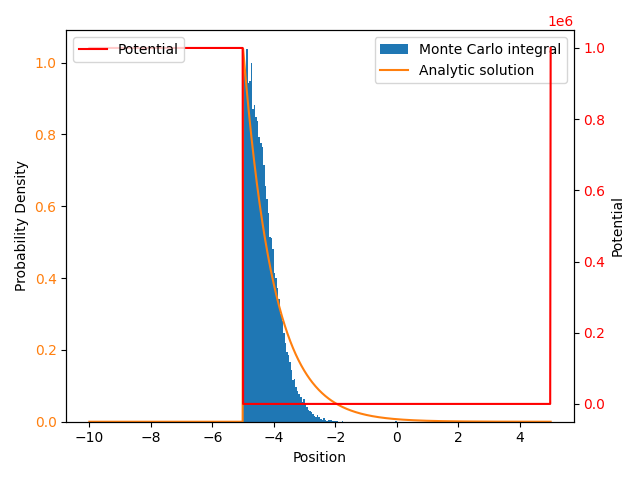 1e6
Potential
Monte Carlo integral
Analytic solution
Probability Density
1.0
0.8
0.6
0.4
0.2
0.0
1.0
0.8
0.6
0.4
0.2
0.0
Potential
−10 −8 −6 −4 −2 0 2 4
Position